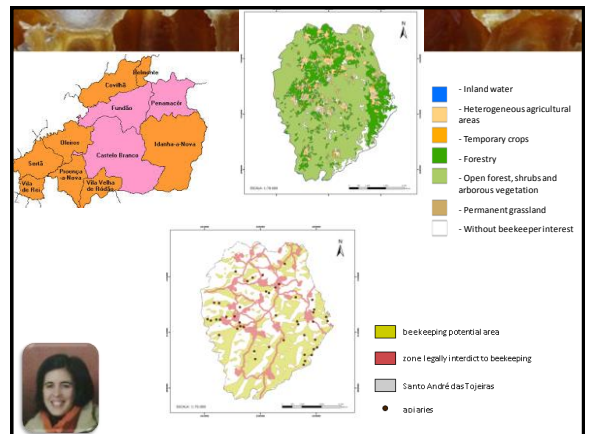 Belmonte
Covilhã
Fundão
Penamacôr
Oleiros
Castelo Branco
Idanha-a-Nova
Sertã
Proença-
a-Nova
Vila
de Rei
Vila Velha
de Ródão
N
- Inland water
- Heterogeneous agricultural
areas
- Temporary crops
- Forestry
- Open forest, shrubs and
arborous vegetation
- Permanent grassland
- Without beekeeper interest
N
beekeeping potential area
zone legally interdict to beekeeping
Santo André das Tojeiras
apiaries